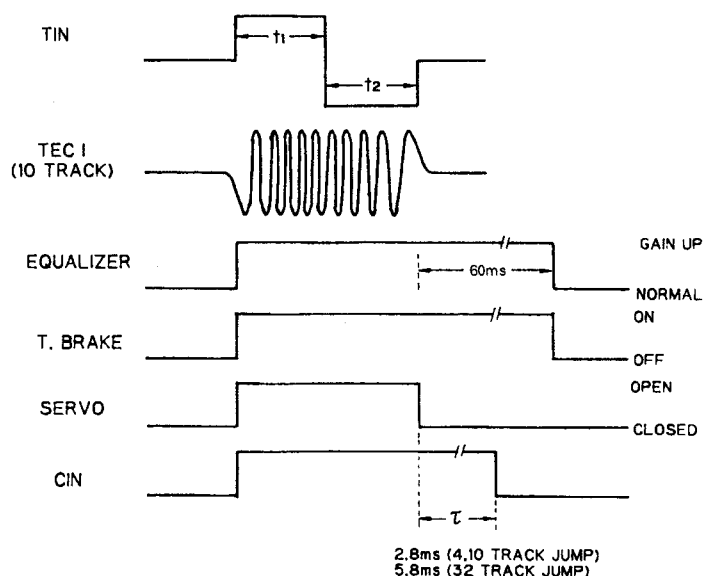 TIN
t1
t2
TEC I
(10 TRACK)
EQUALIZER
GAIN UP
60ms
NORMAL
T. BRAKE
ON
OFF
SERVO
OPEN
CLOSED
CIN
τ
2.8ms (4,10 TRACK JUMP)
5.8ms (32 TRACK JUMP)